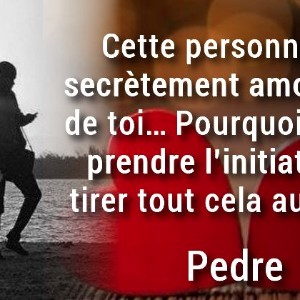 Cette personn
secrètement amo
de toi... Pourquoi
prendre l'initiat
tirer tout cela au
Pedre